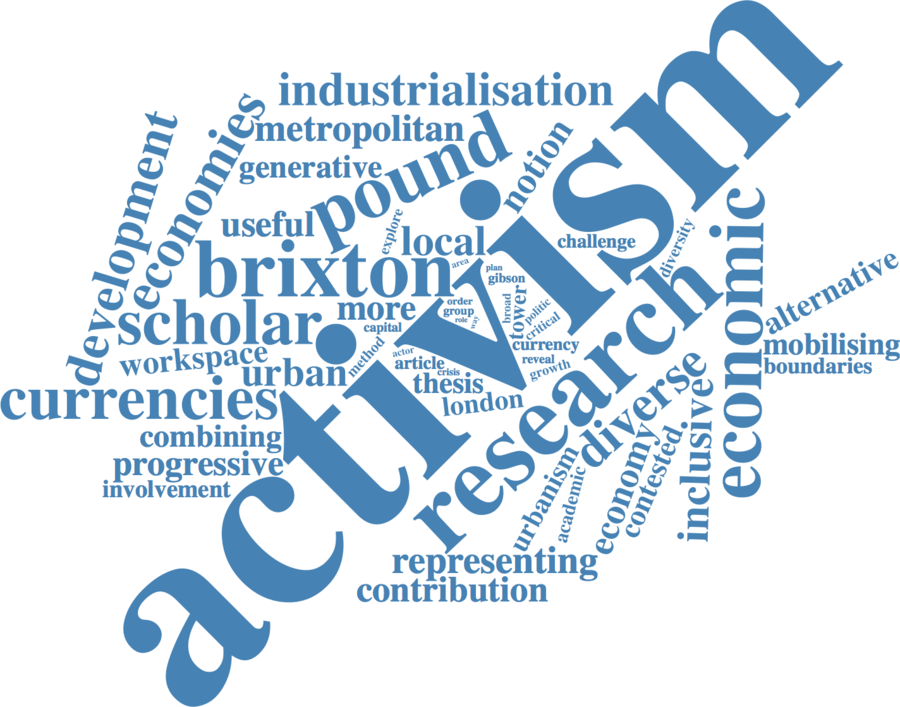 industrialisation
metropolitan
generative
development
economies
pound
notion
useful
explore
local
challenge
diversity
activism
brixton
area
plan
gibson
economic
alternative
scholar
more
order
group
role
way
broad
tower
politic
critical
capital
currency
research
mobilising
boundaries
workspace
urban
method
actor
article
crisis
reveal
growth
thesis
london
currencies
diverse
inclusive
combining
progressive
involvement
urbanism
academic
economy
contested
representing
contribution